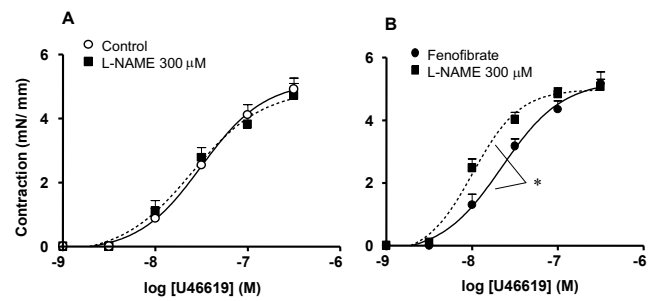 A
Control
L-NAME 300 µM
Contraction (mN/ mm)
6
4
2
0
-9
-8
-7
-6
log [U46619] (M)
B
Fenofibrate
L-NAME 300 µM
6
4
2
0
*
-9
-8
-7
-6
log [U46619] (M)